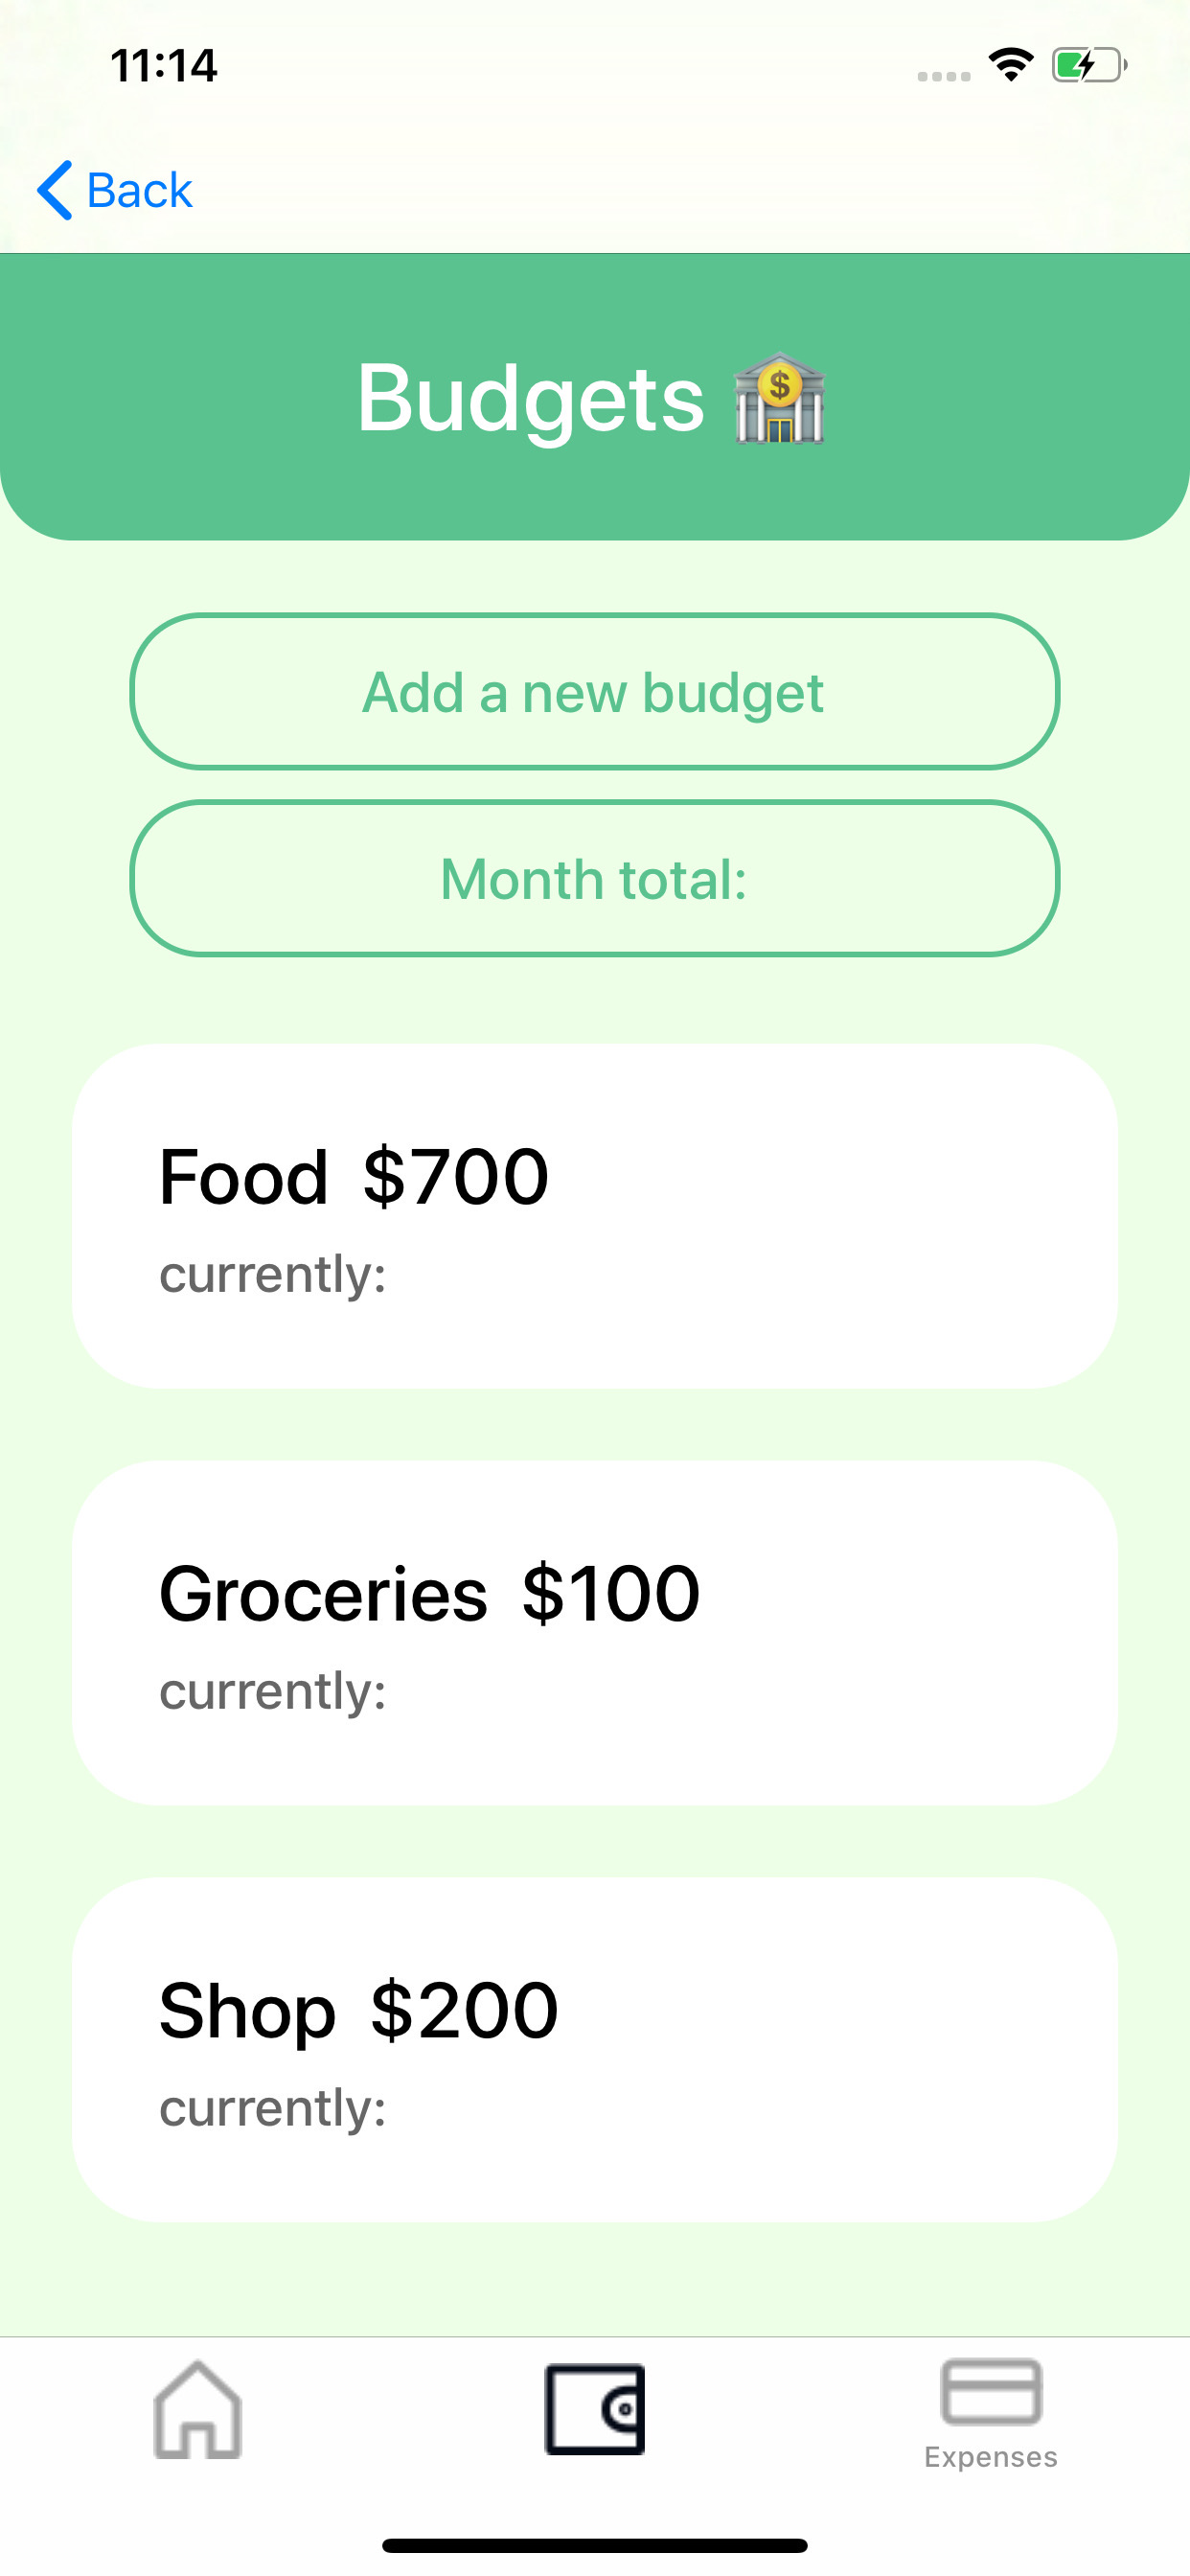 11:14
Back
Budgets 🏦
Add a new budget
Month total:
Food $700
currently:
Groceries $100
currently:
Shop $200
currently:
Expenses